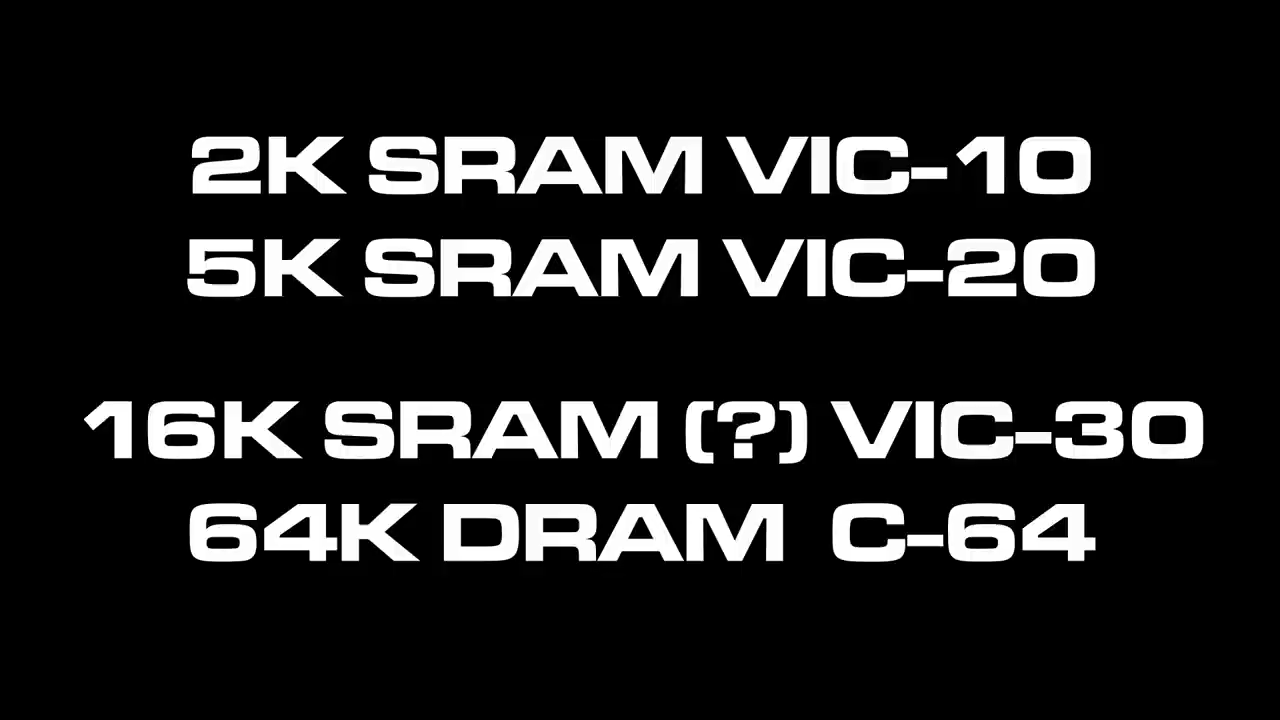 2K SRAM VIC-10
5K SRAM VIC-20
16K SRAM (?) VIC-30
64K DRAM C-64